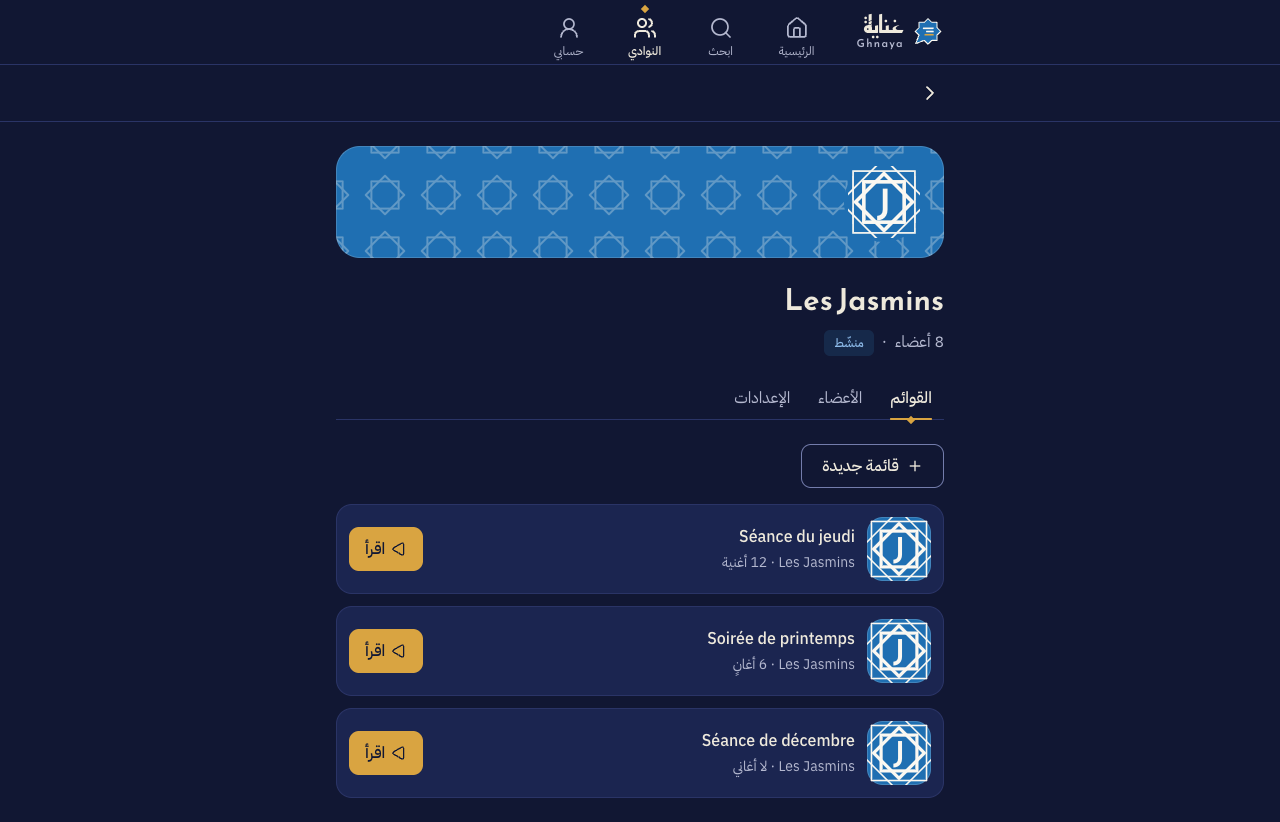 غناية
Ghnaya
الرئيسية
ابحث
النوادي
حسابي
J
Les Jasmins
8 أعضاء · منشّط
القوائم
الأعضاء
الإعدادات
+ قائمة جديدة
J
Séance du jeudi
Les Jasmins · 12 أغنية
اقرأ
J
Soirée de printemps
Les Jasmins · 6 أغانٍ
اقرأ
J
Séance de décembre
Les Jasmins · لا أغاني
اقرأ